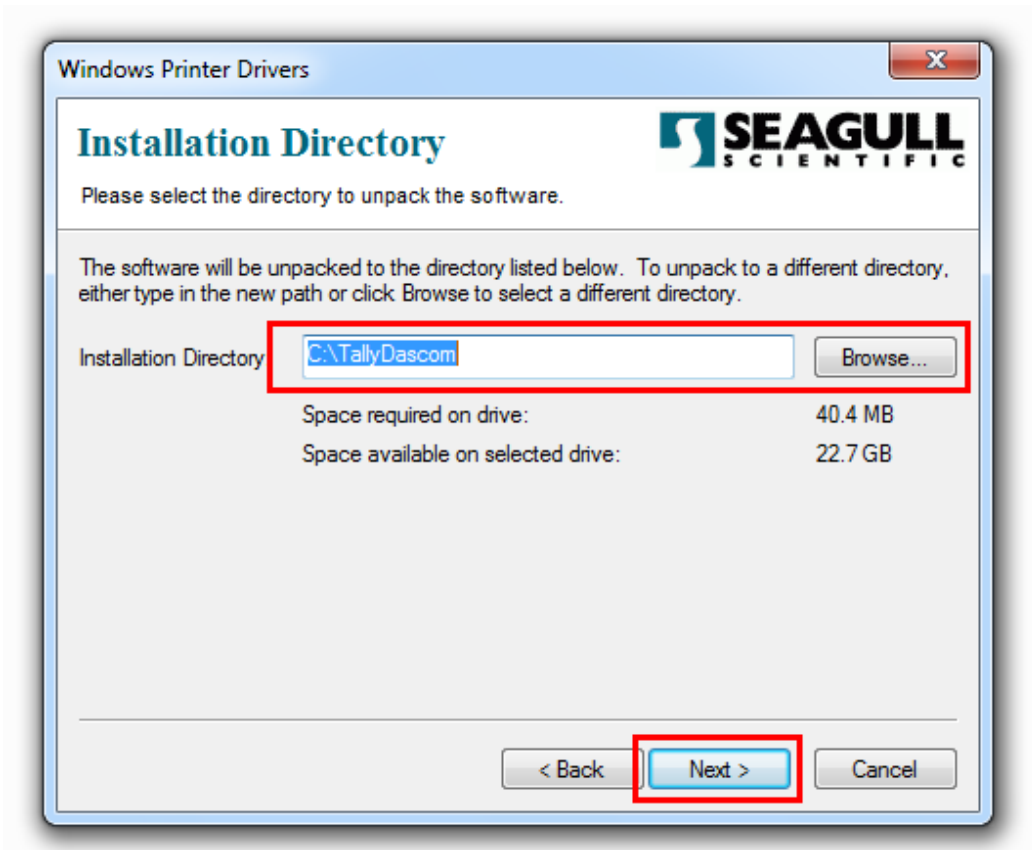 Windows Printer Drivers
Installation Directory
SEAGULL
SCIENTIFIC
Please select the directory to unpack the software.
The software will be unpacked to the directory listed below. To unpack to a different directory,
either type in the new path or click Browse to select a different directory.
Installation Directory C:\TallyDascom Browse...
Space required on drive: 40.4 MB
Space available on selected drive: 22.7 GB
< Back Next > Cancel